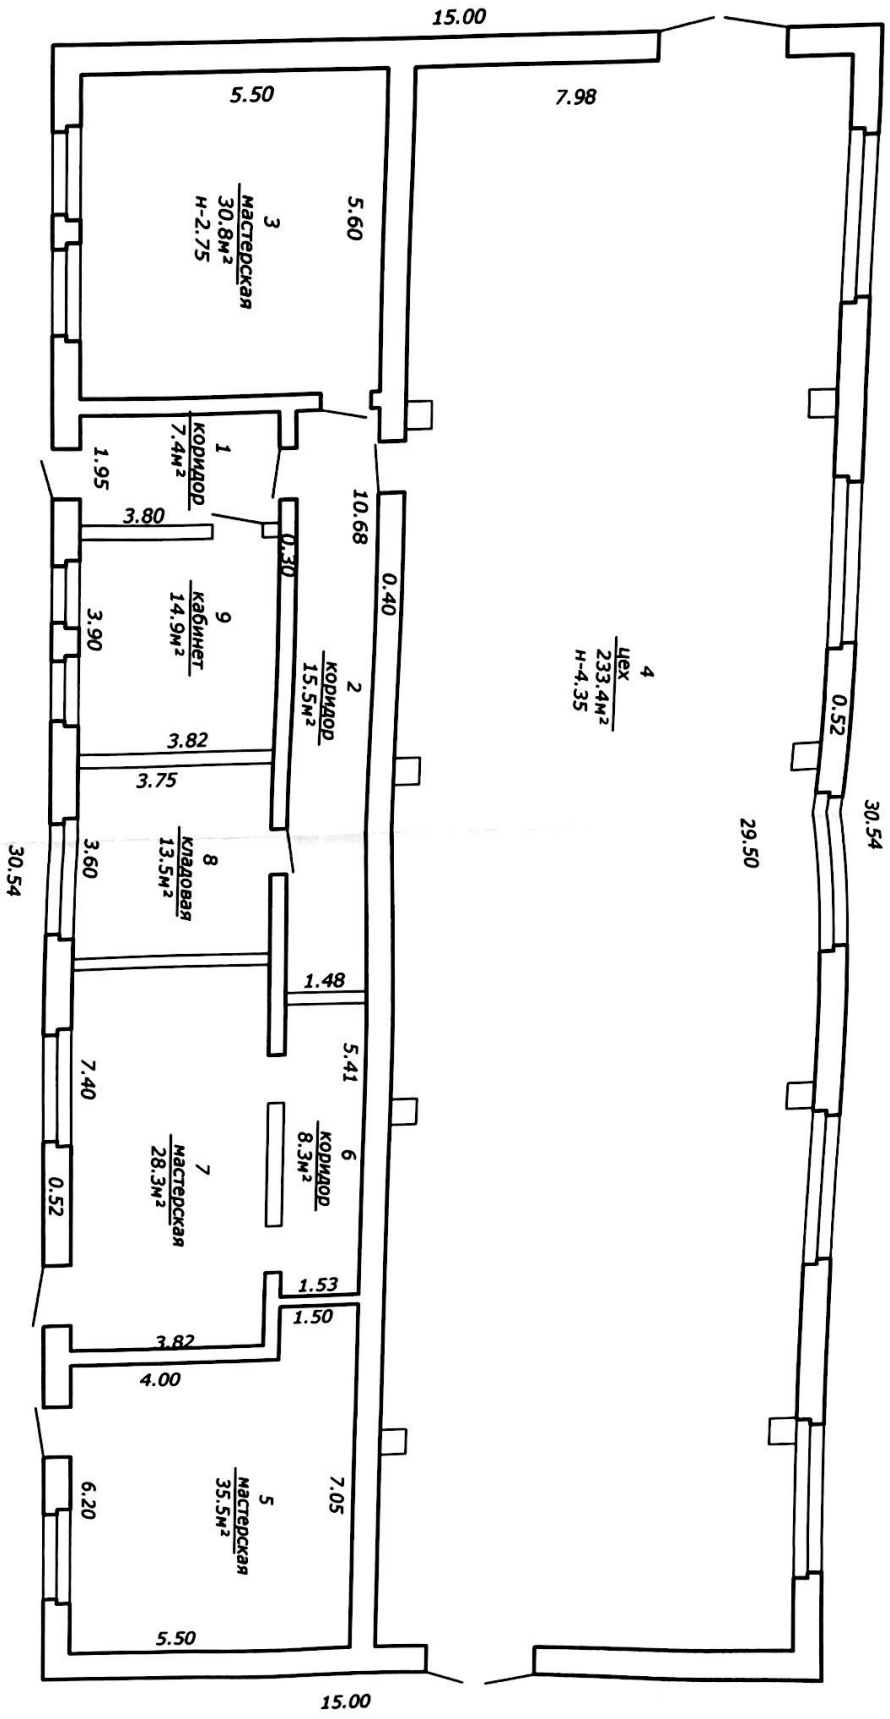 15.00
5.50
7.98
5.60
3
мастерская
30.8м²
н-2.75
1
коридор
7.4м²
1.95
3.80
0.30
10.68
0.40
9
кабинет
14.9м²
3.90
2
коридор
15.5м²
4
цех
233.4м²
н-4.35
0.52
3.82
3.75
29.50
30.54
8
кладовая
13.5м²
3.60
30.54
1.48
5.41
7.40
7
мастерская
28.3м²
6
коридор
8.3м²
0.52
1.53
1.50
3.82
4.00
5
мастерская
35.5м²
7.05
6.20
5.50
15.00